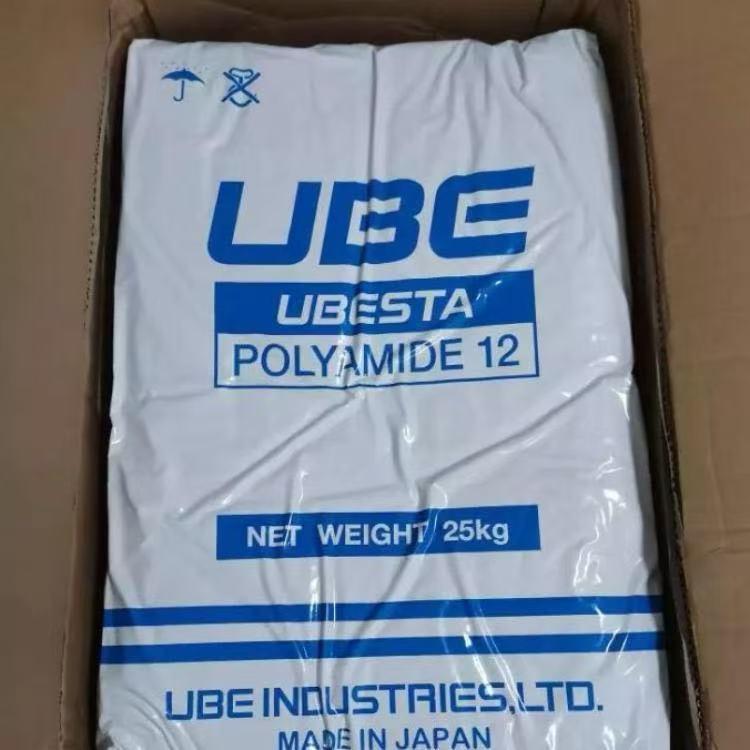 UBE
UBESTA
POLYAMIDE 12
NET WEIGHT 25kg
UBE INDUSTRIES,LTD.
MADE IN JAPAN